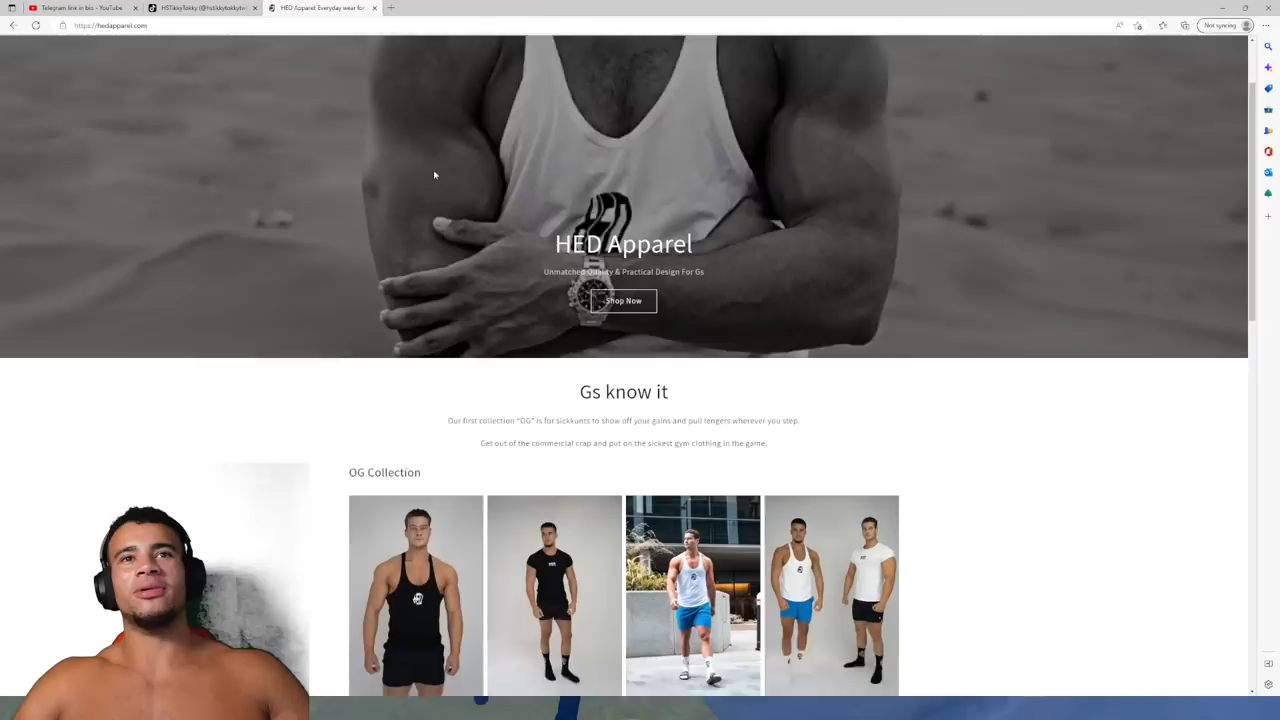 Telegram link in bio - YouTube
HSTikkyTokky (@hstikkytokkytw
HED Apparel Everyday wear for
https://hedapparel.com
Not syncing
HED Apparel
Unmatched Quality & Practical Design For Gs
Shop Now
Gs know it
Our first collection "OG" is for sickkunts to show off your gains and pull lengers wherever you step.
Get out of the commercial crap and put on the sickest gym clothing in the game.
OG Collection